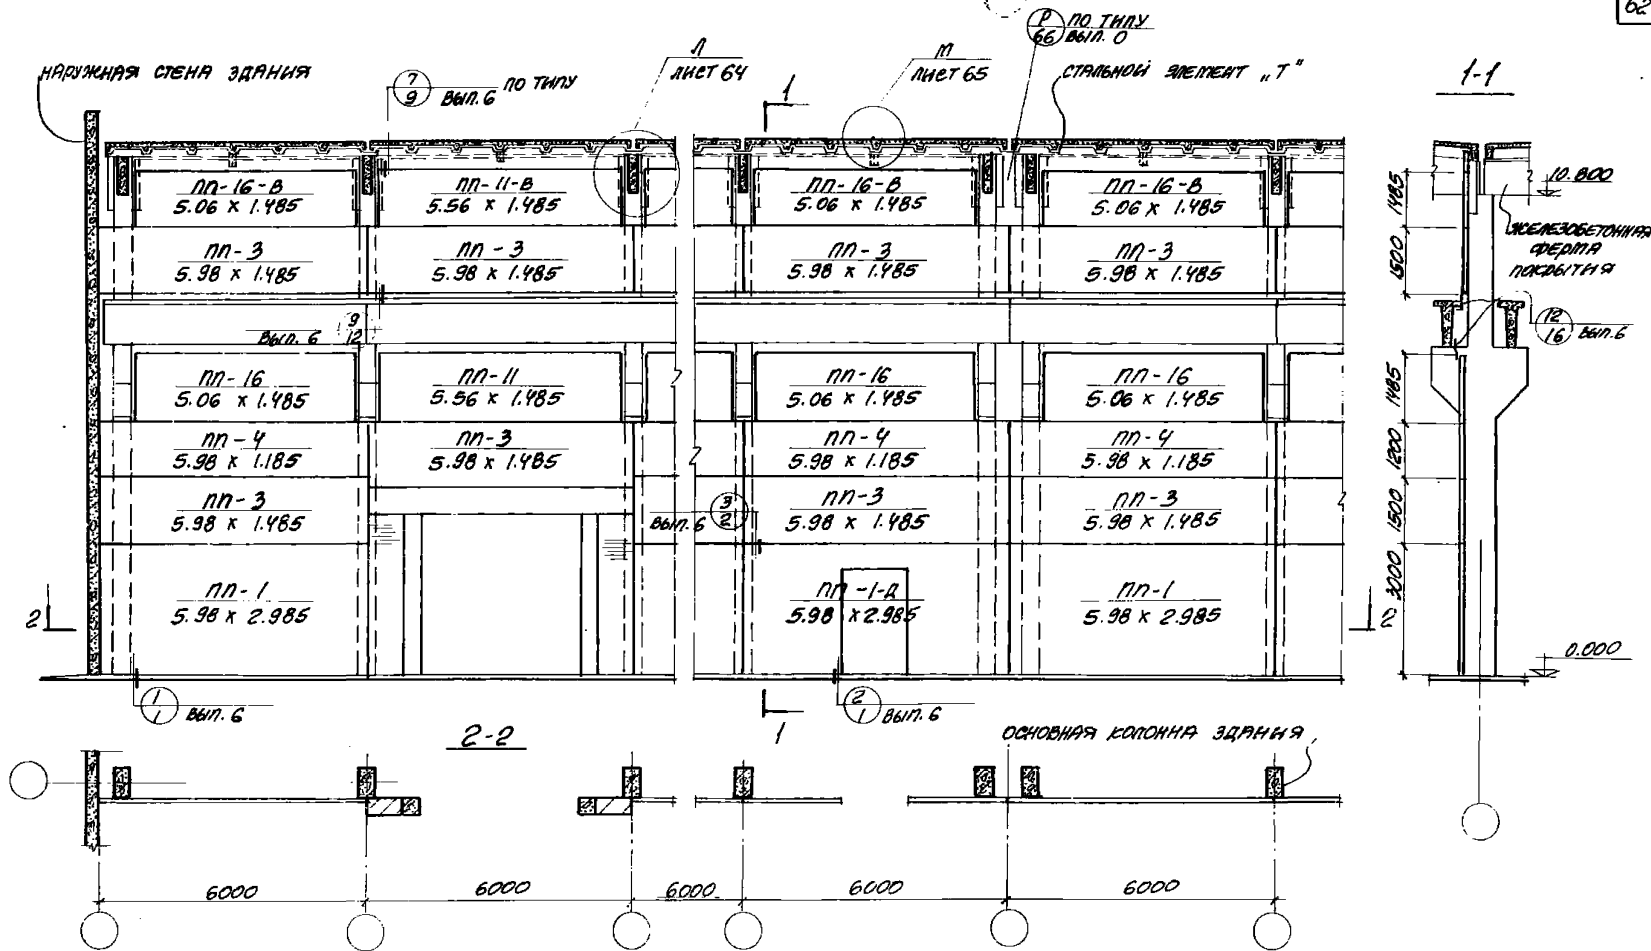 62
Р ПО ТИПУ
66 ВЫП. 0
НАРУЖНАЯ СТЕНА ЗДАНИЯ
7 ПО ТИПУ
9 ВЫП. 6
Л
ЛИСТ 64
М
ЛИСТ 65
СТАЛЬНОЙ ЭЛЕМЕНТ „Т"
1
1-1
ПП-16-В
5.06 x 1.485
ПП-11-В
5.56 x 1.485
ПП-16-В
5.06 x 1.485
ПП-16-В
5.06 x 1.485
ПП-3
5.98 x 1.485
ПП-3
5.98 x 1.485
ПП-3
5.98 x 1.485
ПП-3
5.98 x 1.485
9
ВЫП. 6 12
ПП-16
5.06 x 1.485
ПП-11
5.56 x 1.485
ПП-16
5.06 x 1.485
ПП-16
5.06 x 1.485
ПП-4
5.98 x 1.185
ПП-3
5.98 x 1.485
ПП-4
5.98 x 1.185
ПП-4
5.98 x 1.185
ПП-3
5.98 x 1.485
3
ВЫП. 6 2
ПП-3
5.98 x 1.485
ПП-3
5.98 x 1.485
ПП-1
5.98 x 2.985
ПП-1-Д
5.98 x 2.985
ПП-1
5.98 x 2.985
2
2
1
1 ВЫП. 6
2
1 ВЫП. 6
1
10.800
ЖЕЛЕЗОБЕТОННАЯ
ФЕРМА
ПОКРЫТИЯ
12
16 ВЫП. 6
1485
1500
1485
1200
1500
3000
0.000
2-2
ОСНОВНАЯ КОЛОННА ЗДАНИЯ
6000
6000
6000
6000
6000